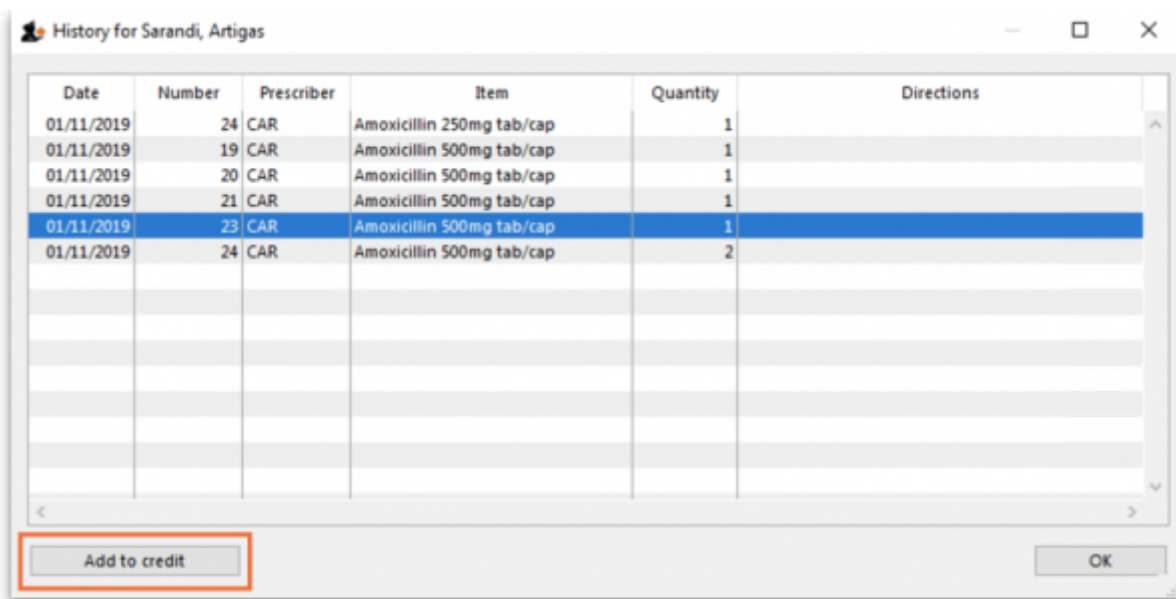 History for Sarandi, Artigas
Date Number Prescriber Item Quantity Directions
01/11/2019 24 CAR Amoxicillin 250mg tab/cap 1
01/11/2019 19 CAR Amoxicillin 500mg tab/cap 1
01/11/2019 20 CAR Amoxicillin 500mg tab/cap 1
01/11/2019 21 CAR Amoxicillin 500mg tab/cap 1
01/11/2019 23 CAR Amoxicillin 500mg tab/cap 1
01/11/2019 24 CAR Amoxicillin 500mg tab/cap 2
Add to credit OK